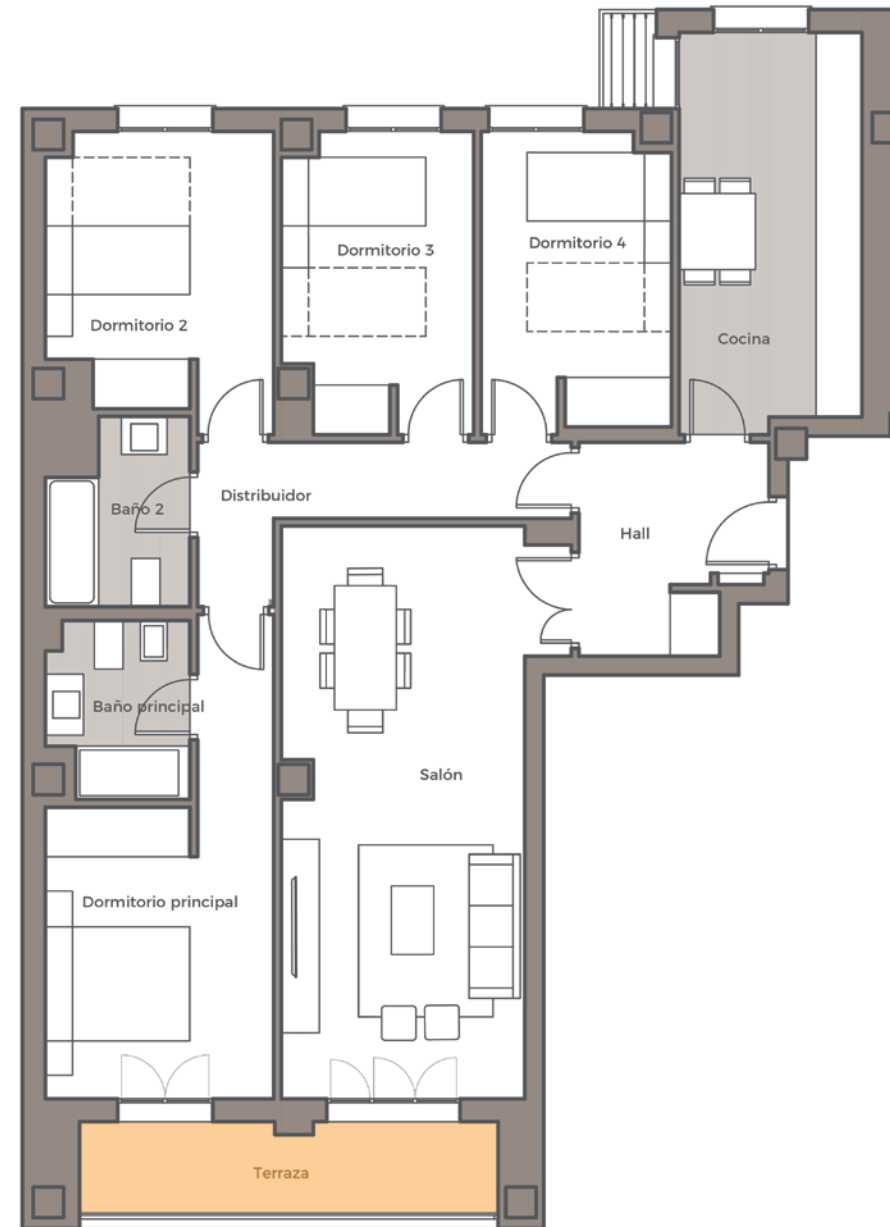 Dormitorio 2
Dormitorio 3
Dormitorio 4
Cocina
Distribuidor
Baño 2
Hall
Baño principal
Salón
Dormitorio principal
Terraza